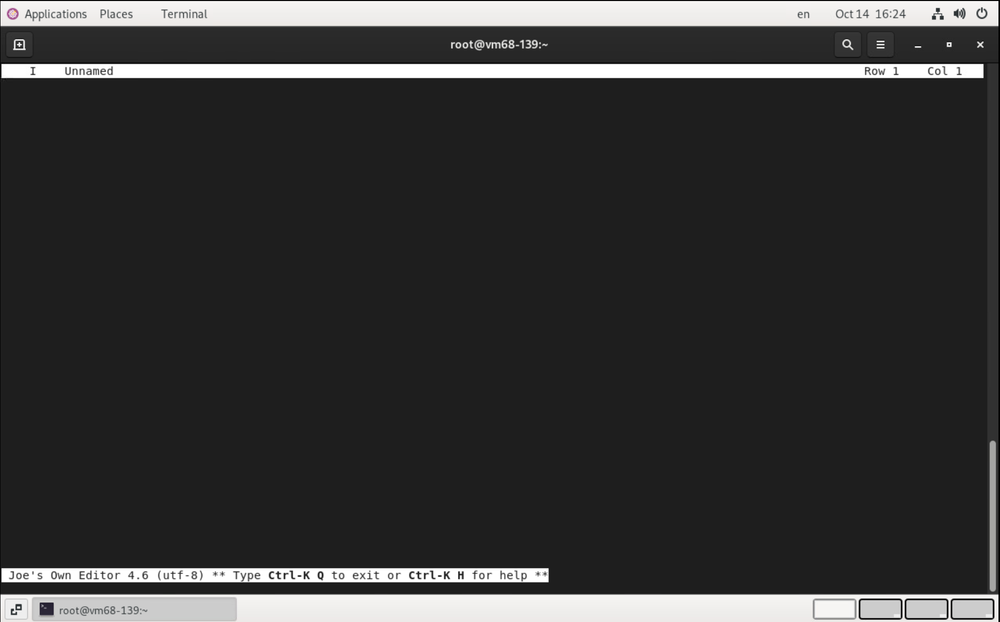 Applications Places Terminal en Oct 14 16:24
root@vm68-139:~
I Unnamed Row 1 Col 1
Joe's Own Editor 4.6 (utf-8) ** Type Ctrl-K Q to exit or Ctrl-K H for help **
root@vm68-139:~